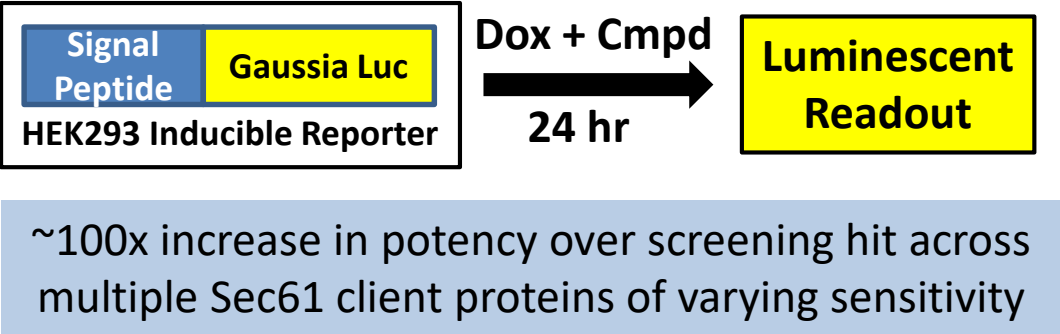 Signal
Peptide
Gaussia Luc
HEK293 Inducible Reporter
Dox + Cmpd
24 hr
Luminescent
Readout
~100x increase in potency over screening hit across
multiple Sec61 client proteins of varying sensitivity